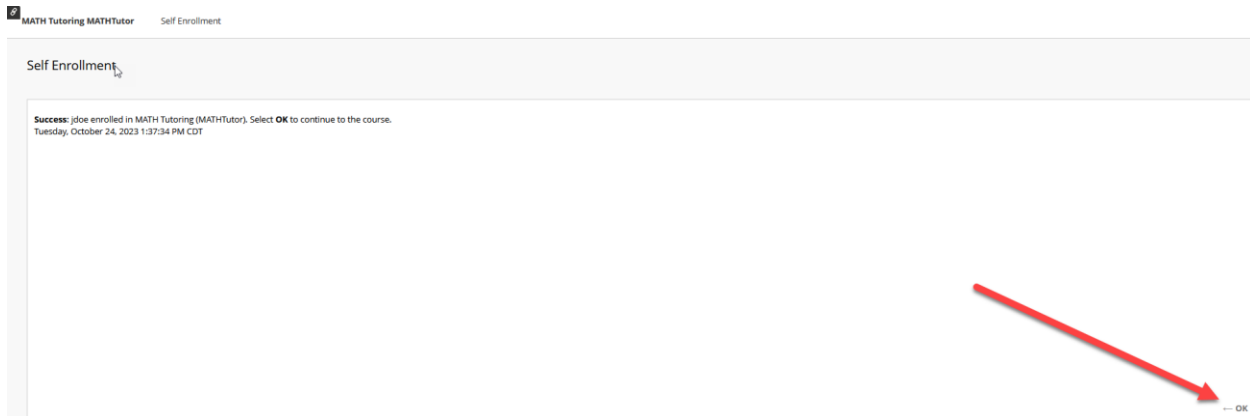 MATH Tutoring MATHTutor Self Enrollment
Self Enrollment
Success: jdoe enrolled in MATH Tutoring (MATHTutor). Select OK to continue to the course.
Tuesday, October 24, 2023 1:37:34 PM CDT
← OK